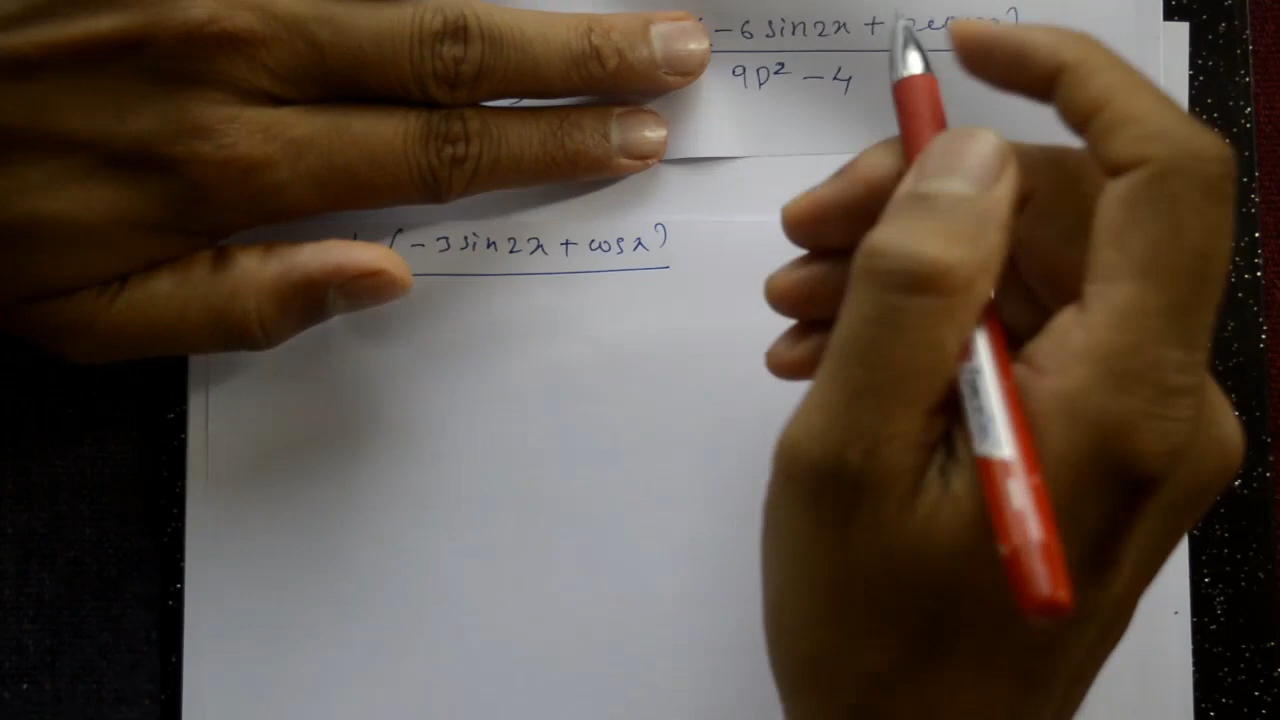 (-6 sin2x +
9D² - 4
(-3 sin2x + cosx)